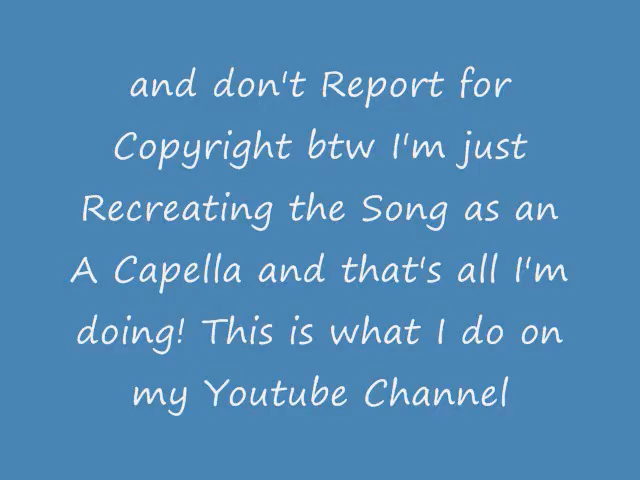 and don't Report for
Copyright btw I'm just
Recreating the Song as an
A Capella and that's all I'm
doing! This is what I do on
my Youtube Channel